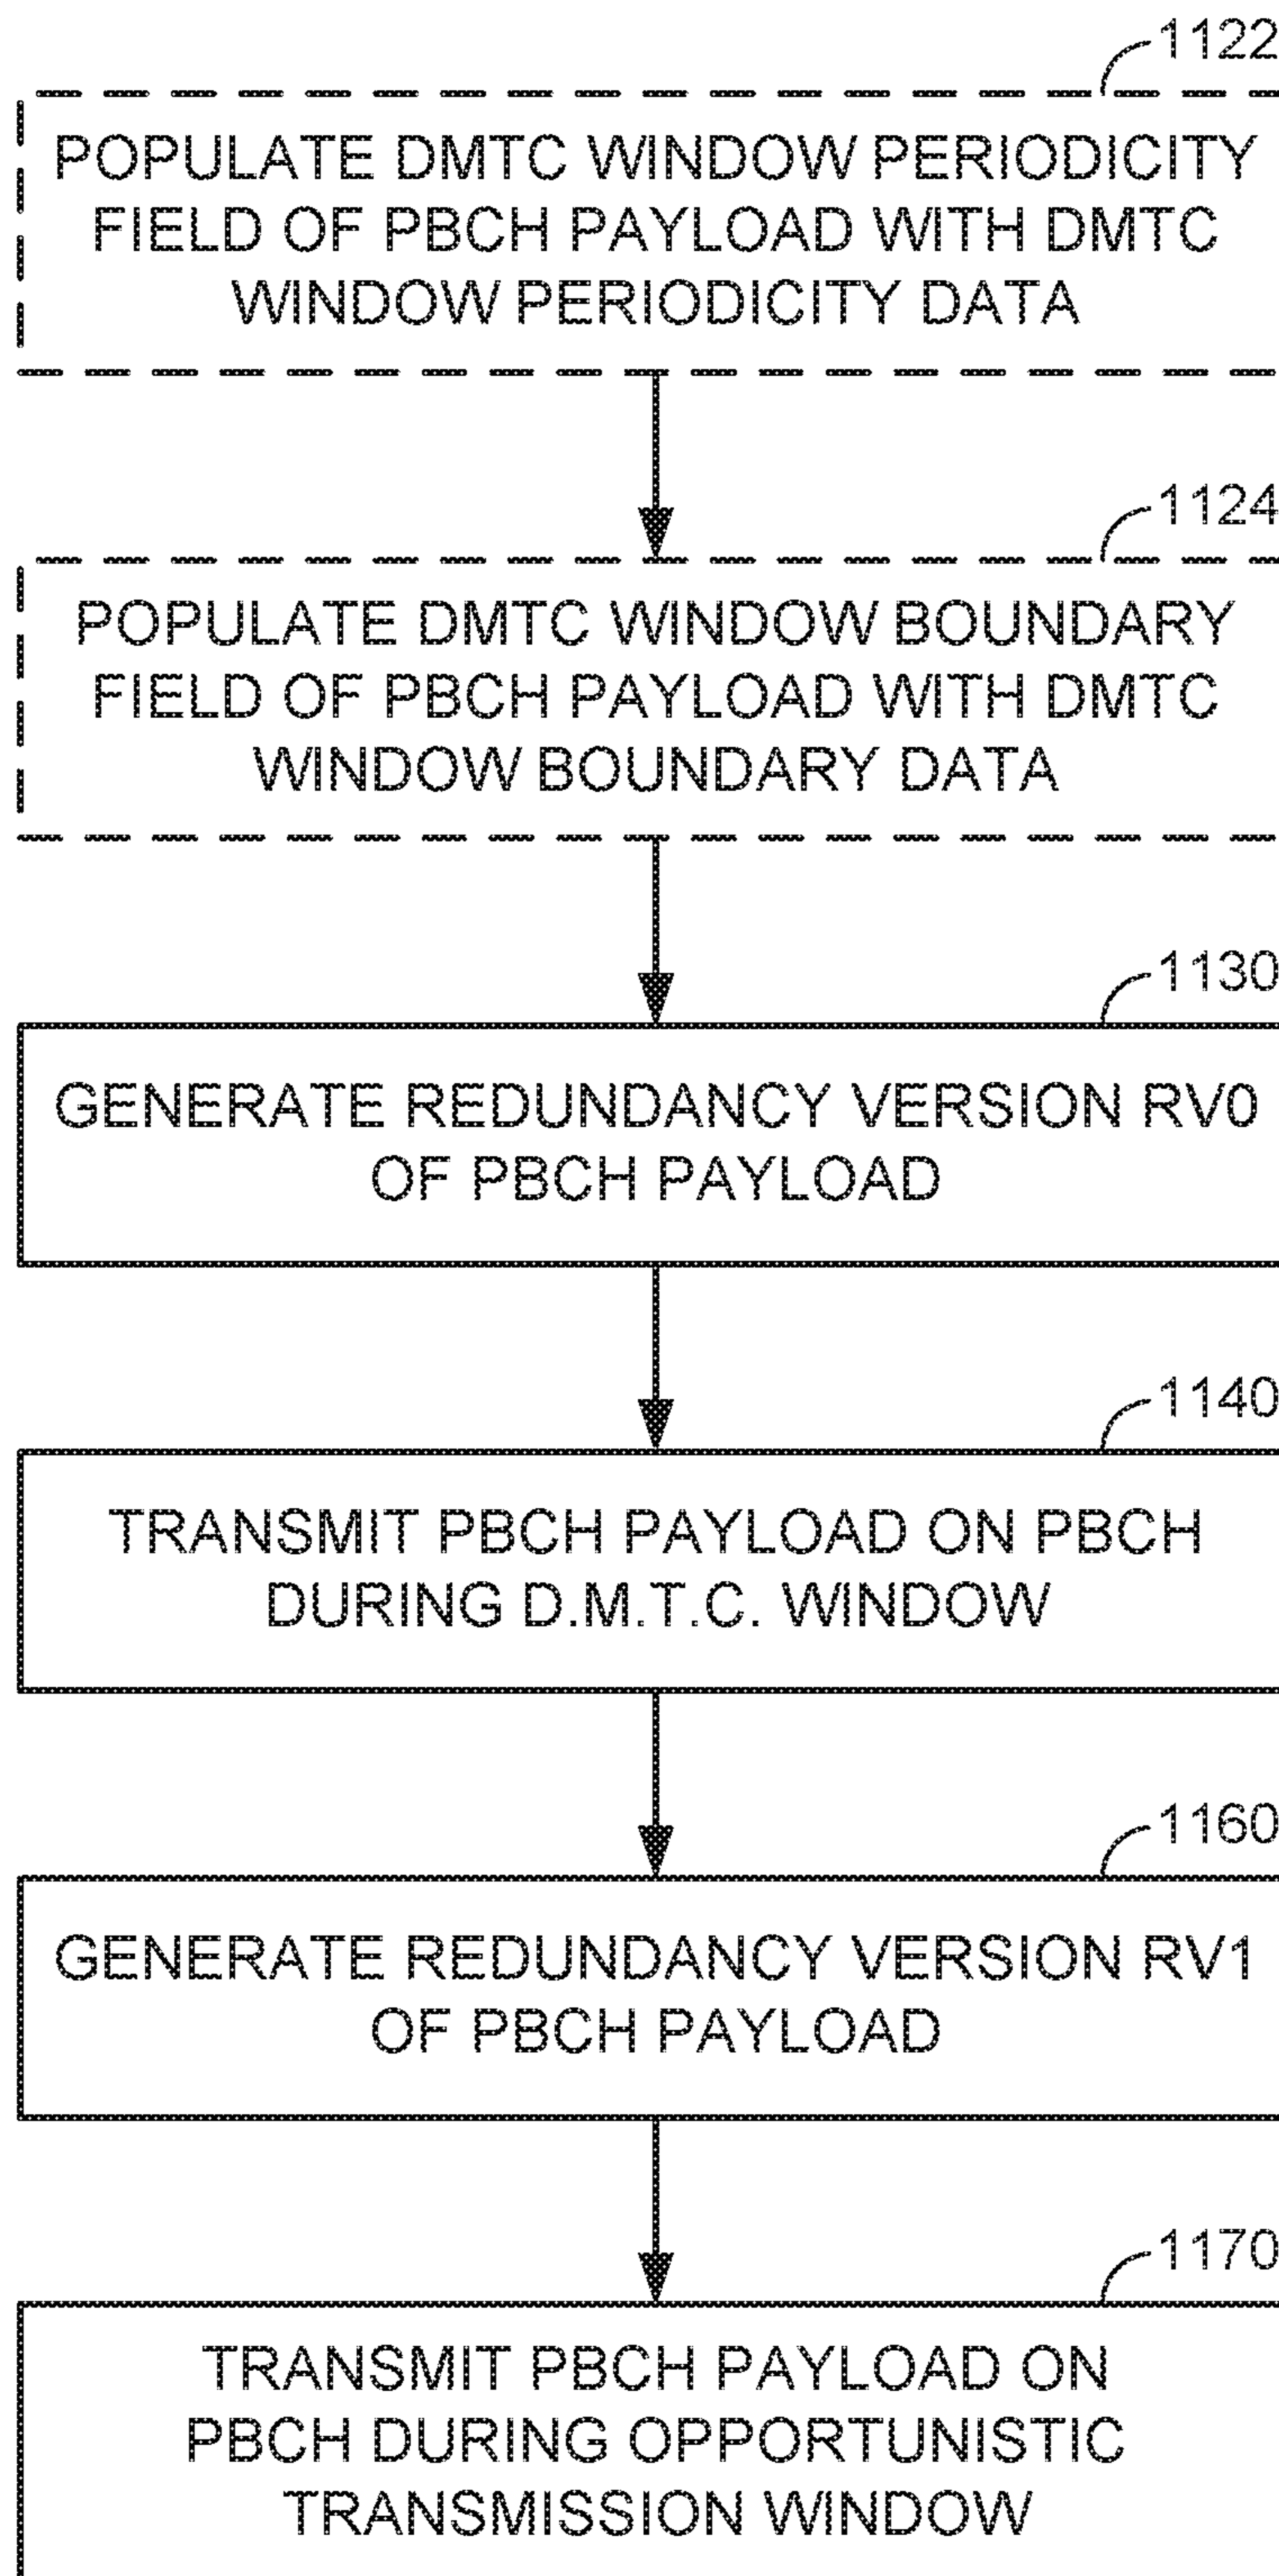 1122
POPULATE DMTC WINDOW PERIODICITY
FIELD OF PBCH PAYLOAD WITH DMTC
WINDOW PERIODICITY DATA
1124
POPULATE DMTC WINDOW BOUNDARY
FIELD OF PBCH PAYLOAD WITH DMTC
WINDOW BOUNDARY DATA
1130
GENERATE REDUNDANCY VERSION RV0
OF PBCH PAYLOAD
1140
TRANSMIT PBCH PAYLOAD ON PBCH
DURING D.M.T.C. WINDOW
1160
GENERATE REDUNDANCY VERSION RV1
OF PBCH PAYLOAD
1170
TRANSMIT PBCH PAYLOAD ON
PBCH DURING OPPORTUNISTIC
TRANSMISSION WINDOW